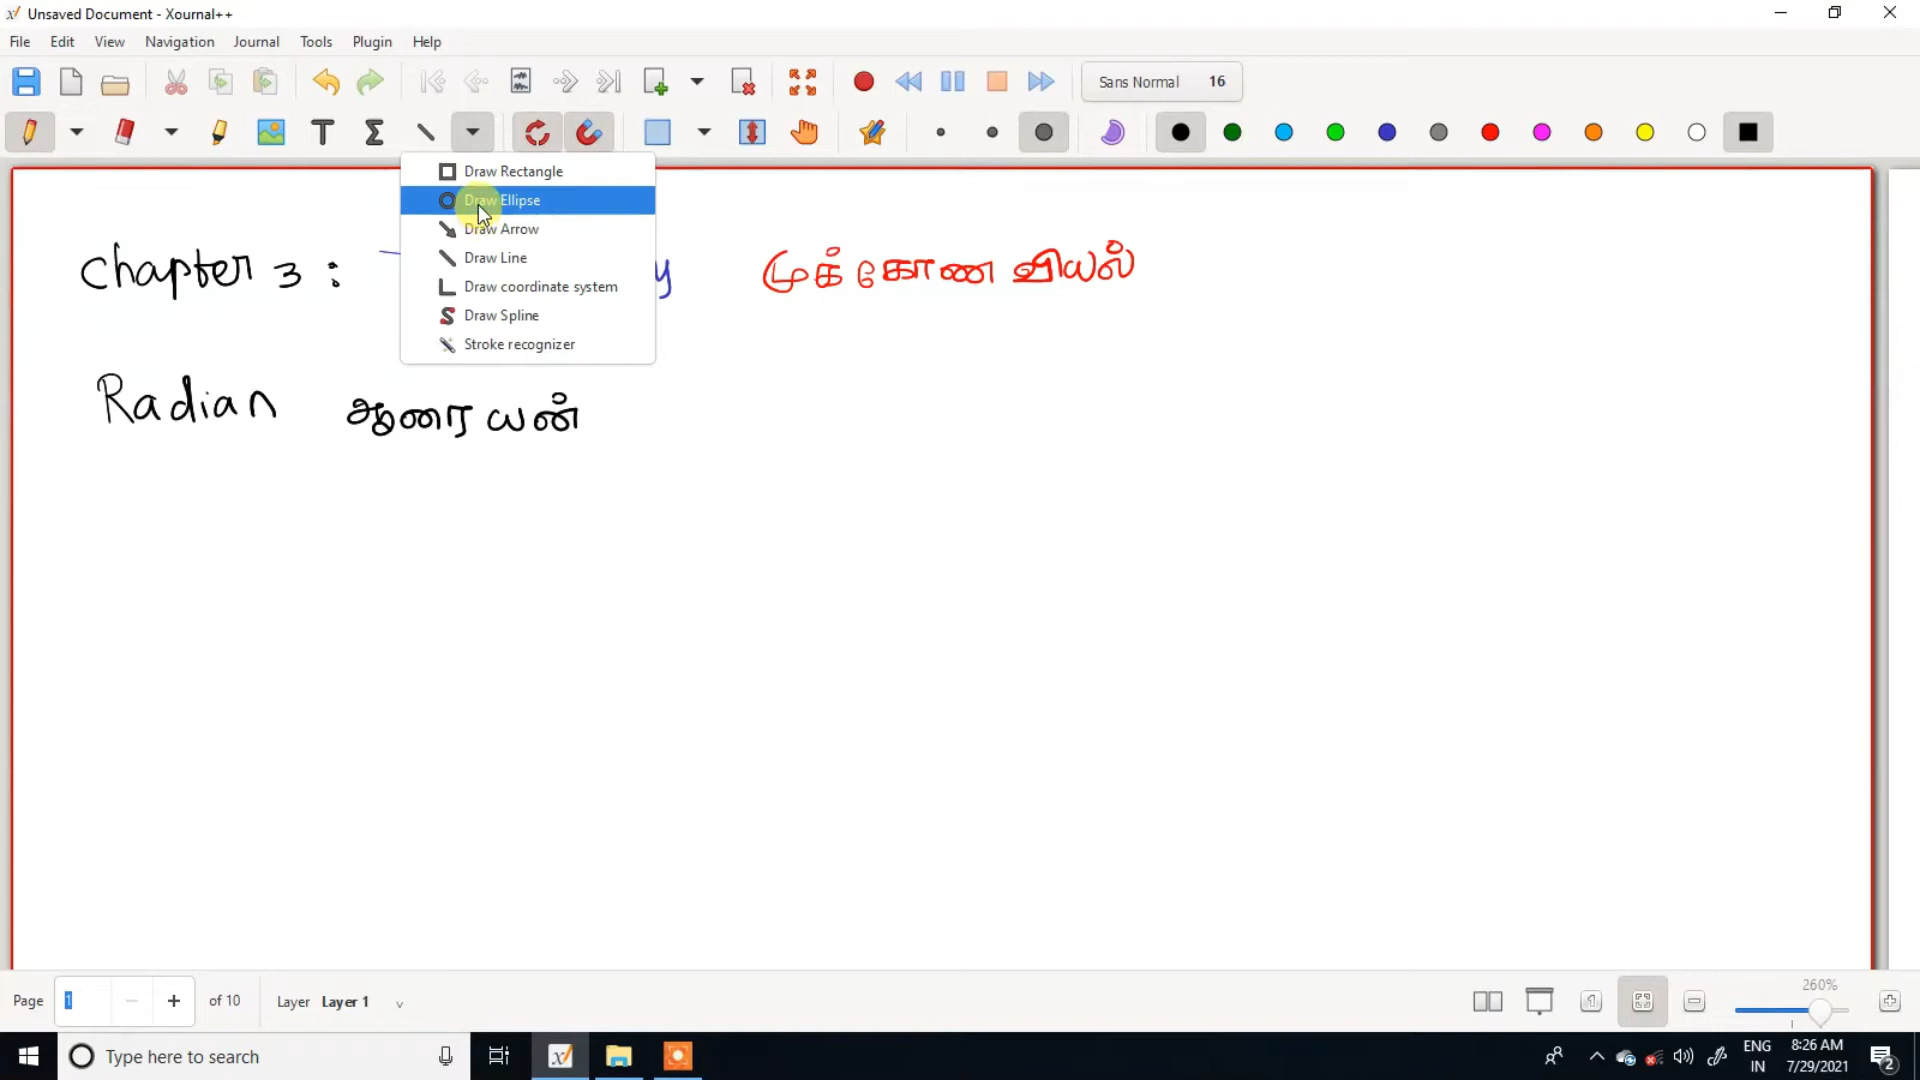 Unsaved Document - Xournal++
File Edit View Navigation Journal Tools Plugin Help
Sans Normal 16
Draw Rectangle
Draw Ellipse
Draw Arrow
Draw Line
Draw coordinate system
Draw Spline
Stroke recognizer
Chapter 3 : y முக்கோணவியல்
Radian ஆரையன்
Page 1 of 10 Layer Layer 1 260%
Type here to search
ENG 8:26 AM
IN 7/29/2021
2